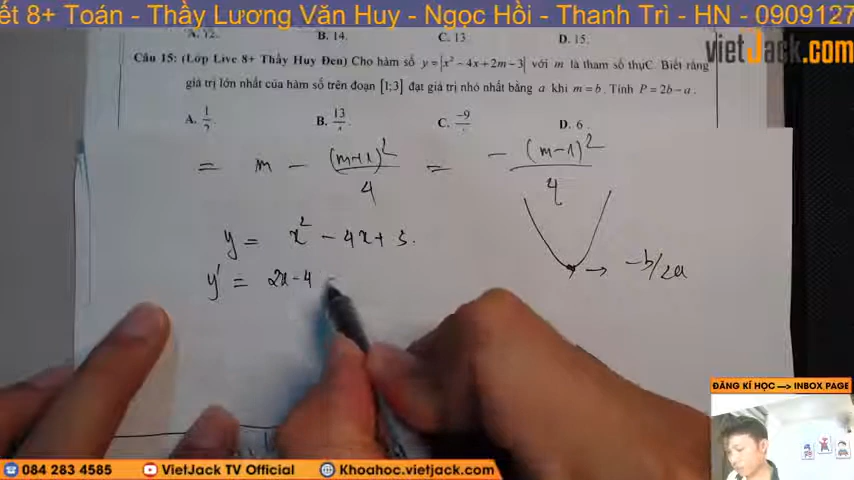 ết 8+ Toán - Thầy Lương Văn Huy - Ngọc Hồi - Thanh Trì - HN - 0909127
A. 12. B. 14. C. 13 D. 15.
Câu 15: (Lớp Live 8+ Thầy Huy Đen) Cho hàm số y = |x² - 4x + 2m - 3| với m là tham số thực. Biết rằng
giá trị lớn nhất của hàm số trên đoạn [1;3] đạt giá trị nhỏ nhất bằng a khi m = b. Tính P = 2b - a.
A. B. C. D. 6.
vietJack.com
= m - (m+1)²/4 = - (m-1)²/4
y = x² - 4x + 3.
y' = 2x - 4
-b/2a
ĐĂNG KÍ HỌC —> INBOX PAGE
084 283 4585 VietJack TV Official Khoahoc.vietjack.com